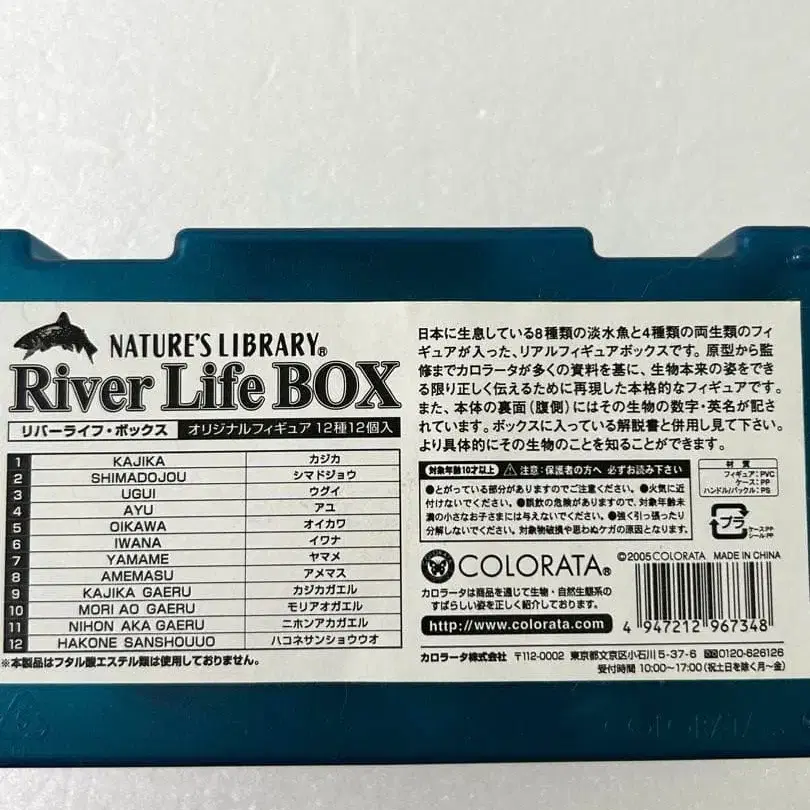 NATURE'S LIBRARY®
River Life BOX
リバーライフ・ボックス オリジナルフィギュア 12種12個入
1 KAJIKA カジカ
2 SHIMADOJOU シマドジョウ
3 UGUI ウグイ
4 AYU アユ
5 OIKAWA オイカワ
6 IWANA イワナ
7 YAMAME ヤマメ
8 AMEMASU アメマス
9 KAJIKA GAERU カジカガエル
10 MORI AO GAERU モリアオガエル
11 NIHON AKA GAERU ニホンアカガエル
12 HAKONE SANSHOUUO ハコネサンショウウオ
※本製品はフタル酸エステル類は使用しておりません。
日本に生息している8種類の淡水魚と4種類の両生類のフィ
ギュアが入った、リアルフィギュアボックスです。原型から監
修までカロラータが多くの資料を基に、生物本来の姿をでき
る限り正しく伝えるために再現した本格的なフィギュアです。
また、本体の裏面(腹側)にはその生物の数字・英名が記さ
れています。ボックスに入っている解説書と併用し見て下さい。
より具体的にその生物のことを知ることができます。
対象年齢10才以上 注意:保護者の方へ 必ずお読み下さい
●とがっている部分がありますのでご注意ください。●火気に近
付けないでください。●誤飲の危険がありますので、対象年齢未
満の小さなお子さまには与えないでください。●強く引っ張ったり
分解しないでください。対象物破損や思わぬケガの原因となります。
材質
フィギュア:PVC
ケース:PP
ハンドル/バックル:PS
プラ
ケースPP
シール:PP
COLORATA®
©2005 COLORATA MADE IN CHINA
カロラータは商品を通じて生物・自然生態系の
すばらしい姿を正しく紹介しております。
http://www.colorata.com
4 947212 967348
カロラータ株式会社 〒112-0002 東京都文京区小石川5-37-6 0120-626126
受付時間 10:00〜17:00(祝土日を除く月〜金)
COLORATA